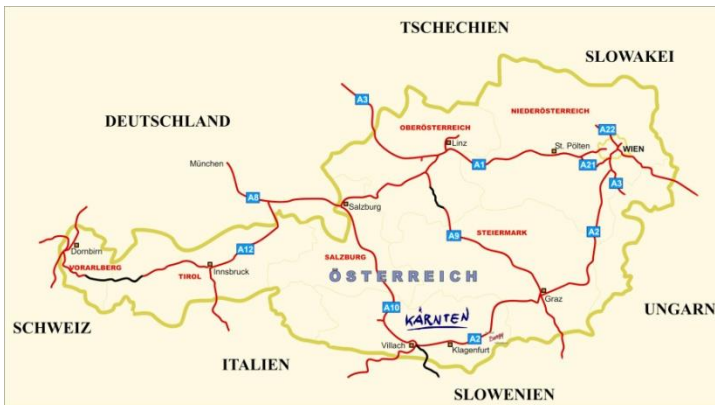 TSCHECHIEN
SLOWAKEI
DEUTSCHLAND
A3
NIEDERÖSTERREICH
OBERÖSTERREICH
A22
Linz
St. Pölten
WIEN
München
A1
A21
A8
A3
Salzburg
A2
Dornbirn
A12
A9
STEIERMARK
VORARLBERG
TIROL
Innsbruck
SALZBURG
ÖSTERREICH
Graz
A10
KÄRNTEN
UNGARN
SCHWEIZ
A2
Villach
Klagenfurt
ITALIEN
SLOWENIEN